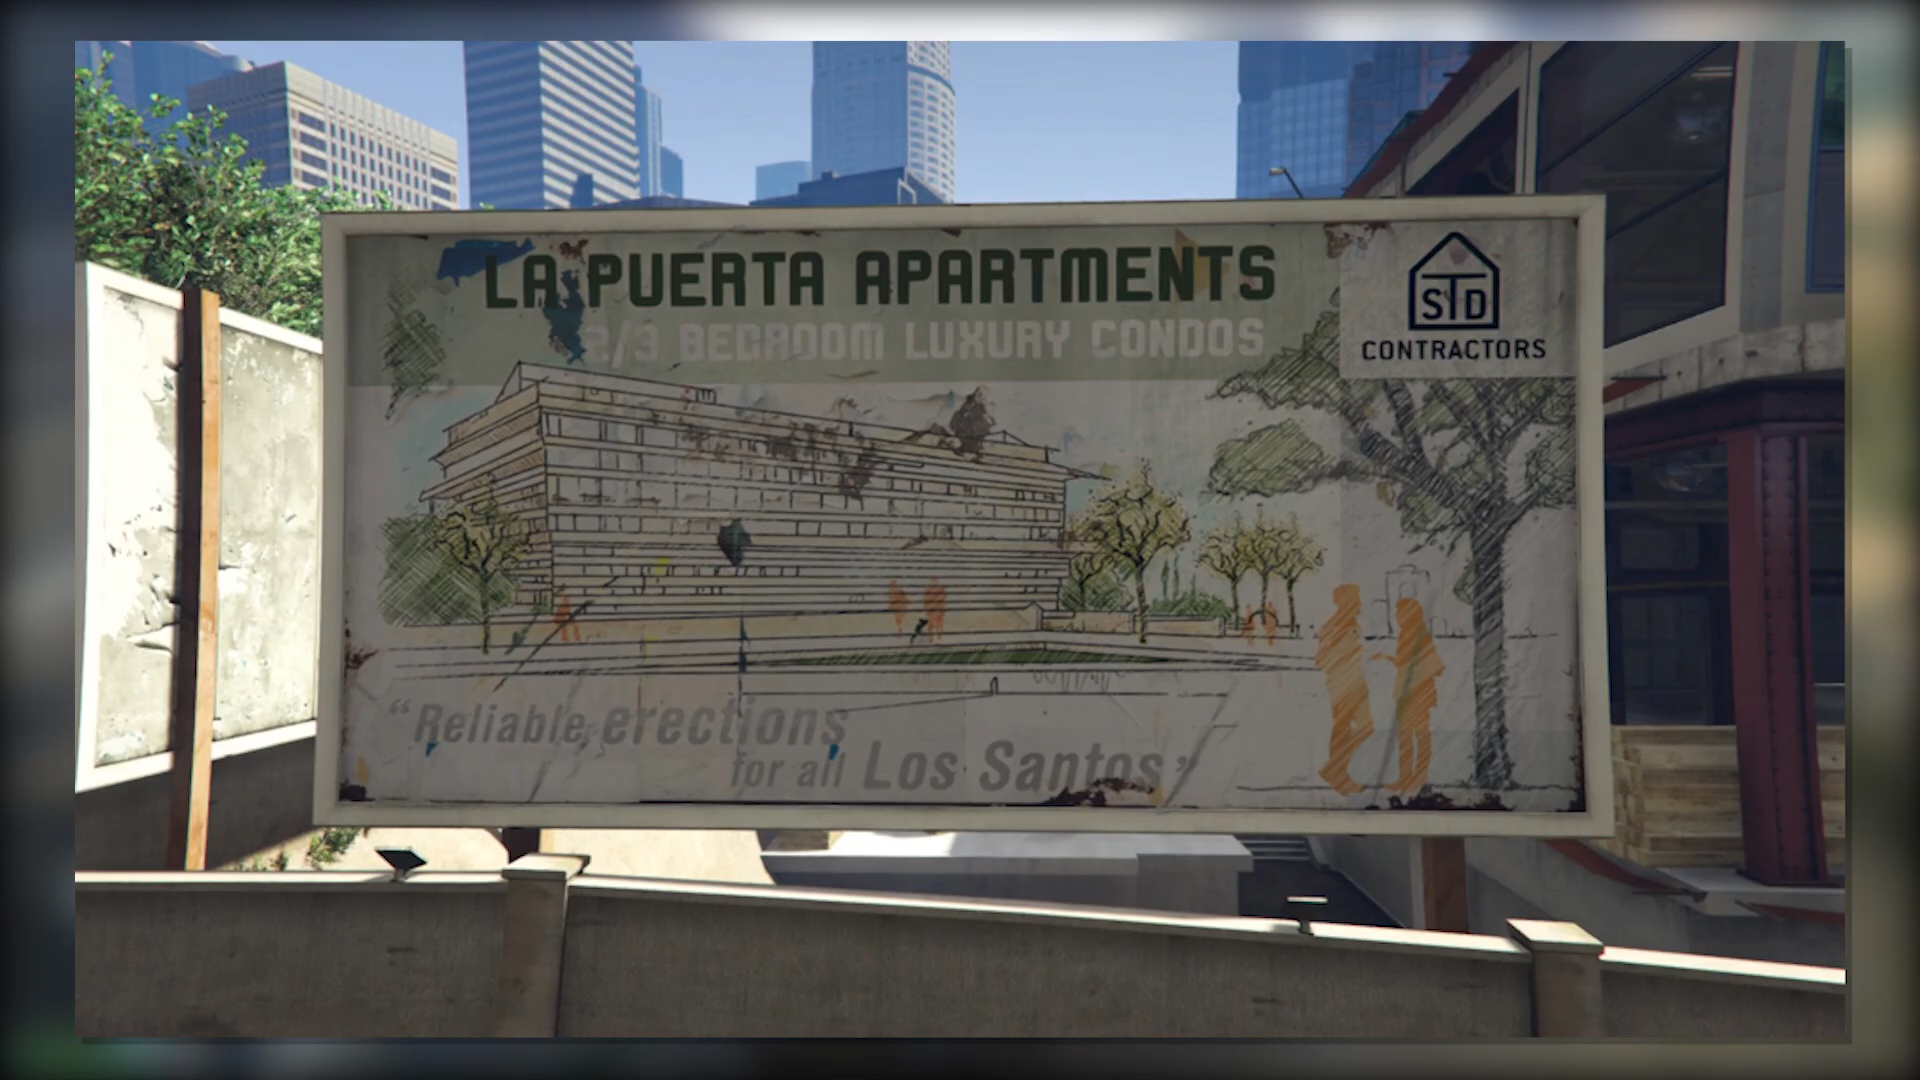 LA PUERTA APARTMENTS
2/3 BEDROOM LUXURY CONDOS
STD
CONTRACTORS
“Reliable erections
for all Los Santos”